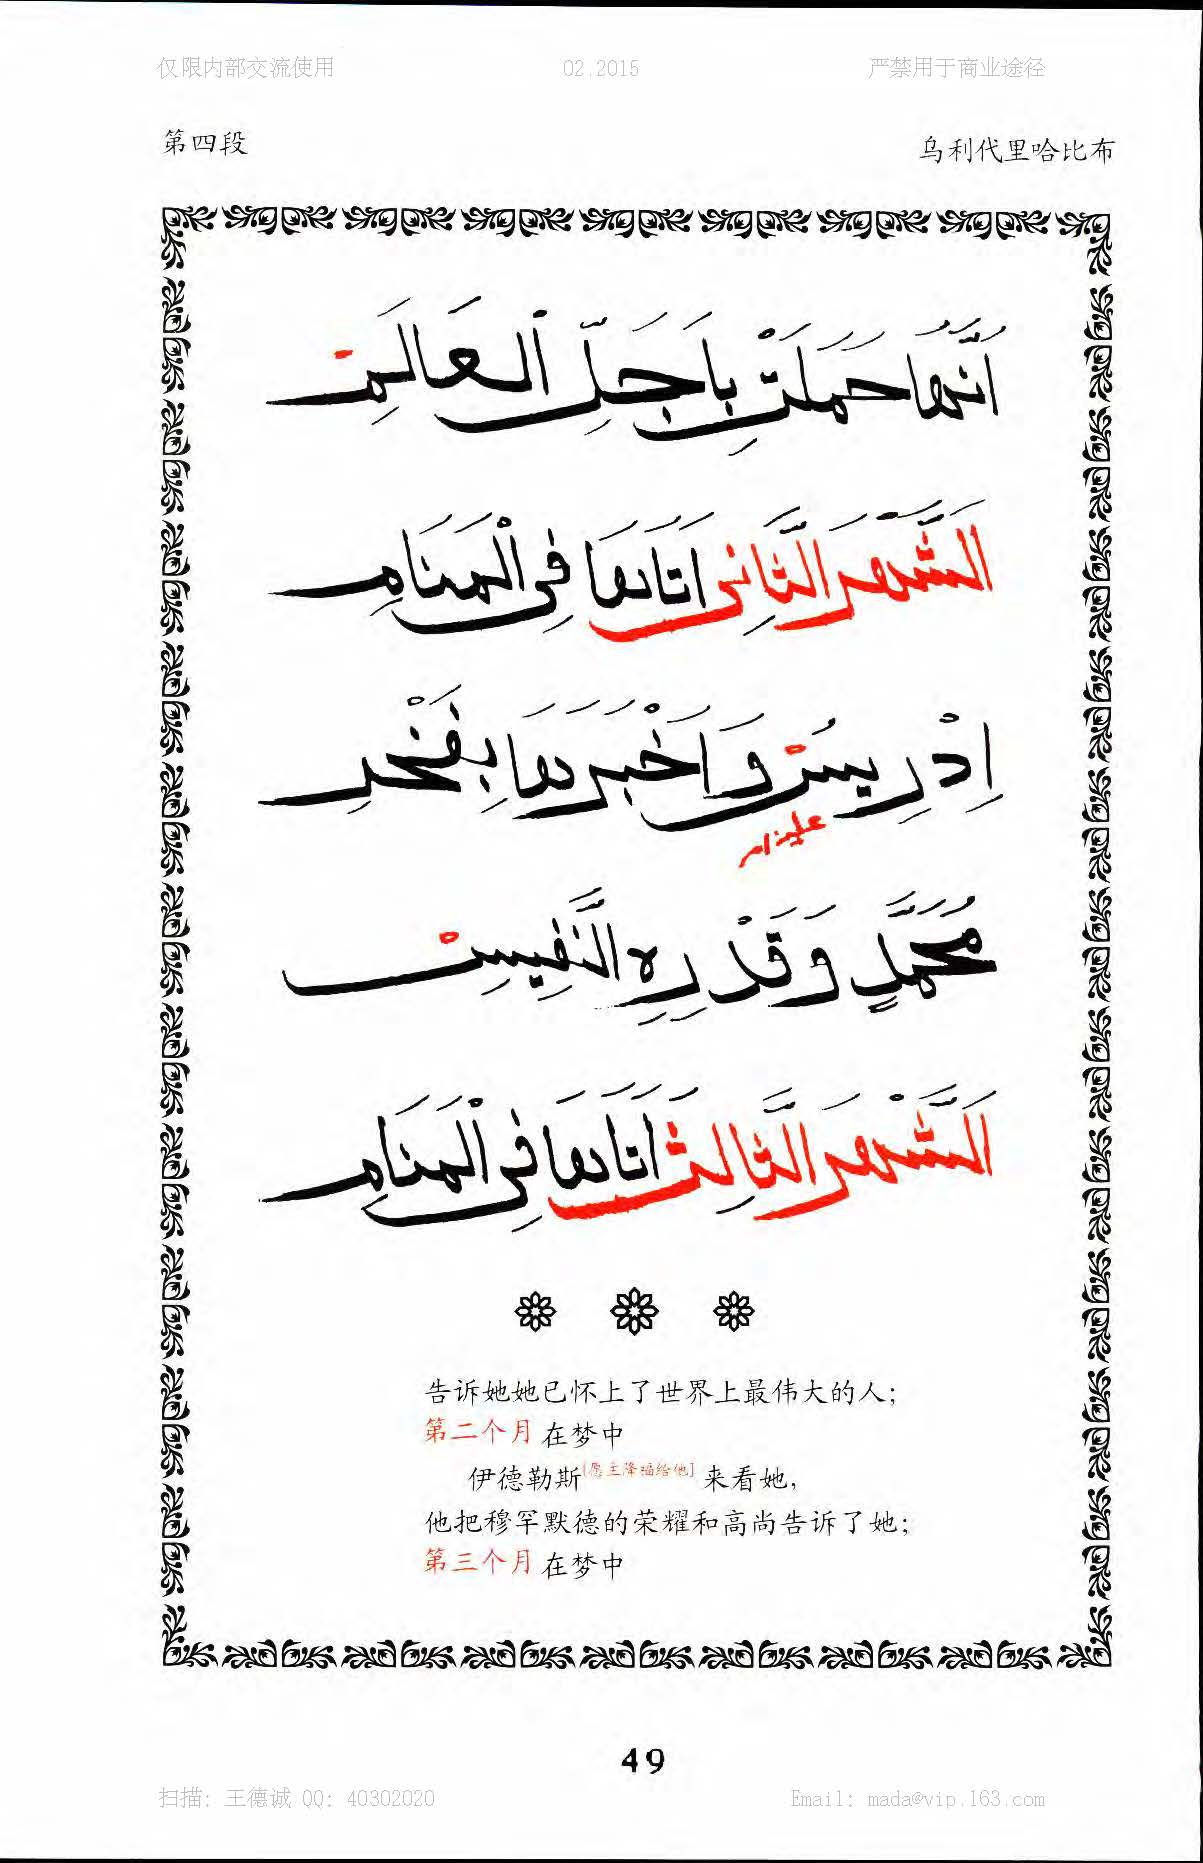 仅限内部交流使用 02.2015 严禁用于商业途径
第四段 乌利代里哈比布
اَنَّهَا حَمَلَتْ بِاَجَلِّ الْعَالَمِ
اَلشَّهْرَ الثَّانِى اَتَاهَا فِى الْمَنَامِ
اِدْرِيسُ وَاَخْبَرَهَا بِفَخْرِ
عليه السلام
مُحَمَّدٍ وَقَدْرِهِ النَّفِيسِ
اَلشَّهْرَ الثَّالِثَ اَتَاهَا فِى الْمَنَامِ
告诉她她已怀上了世界上最伟大的人;
第二个月 在梦中
伊德勒斯[愿主降福给他] 来看她,
他把穆罕默德的荣耀和高尚告诉了她;
第三个月 在梦中
49
扫描: 王德诚 QQ: 40302020 Email: mada@vip.163.com